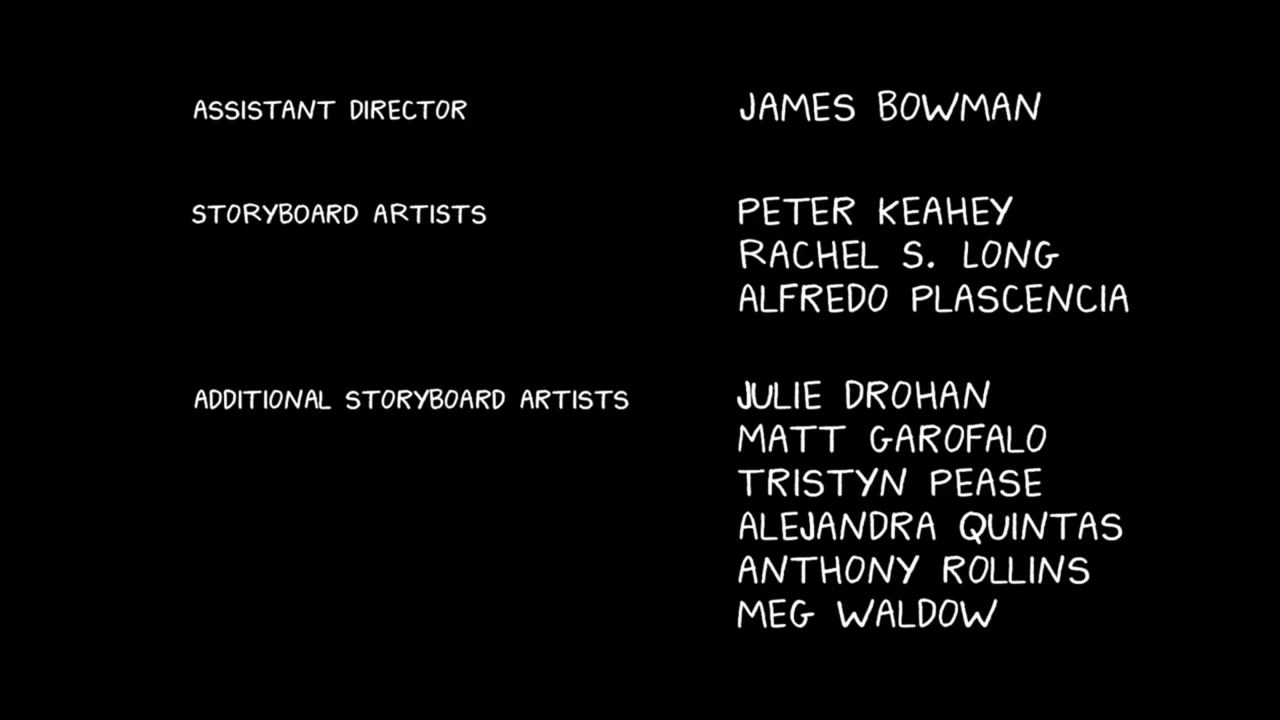 ASSISTANT DIRECTOR JAMES BOWMAN
STORYBOARD ARTISTS PETER KEAHEY
RACHEL S. LONG
ALFREDO PLASCENCIA
ADDITIONAL STORYBOARD ARTISTS JULIE DROHAN
MATT GAROFALO
TRISTYN PEASE
ALEJANDRA QUINTAS
ANTHONY ROLLINS
MEG WALDOW